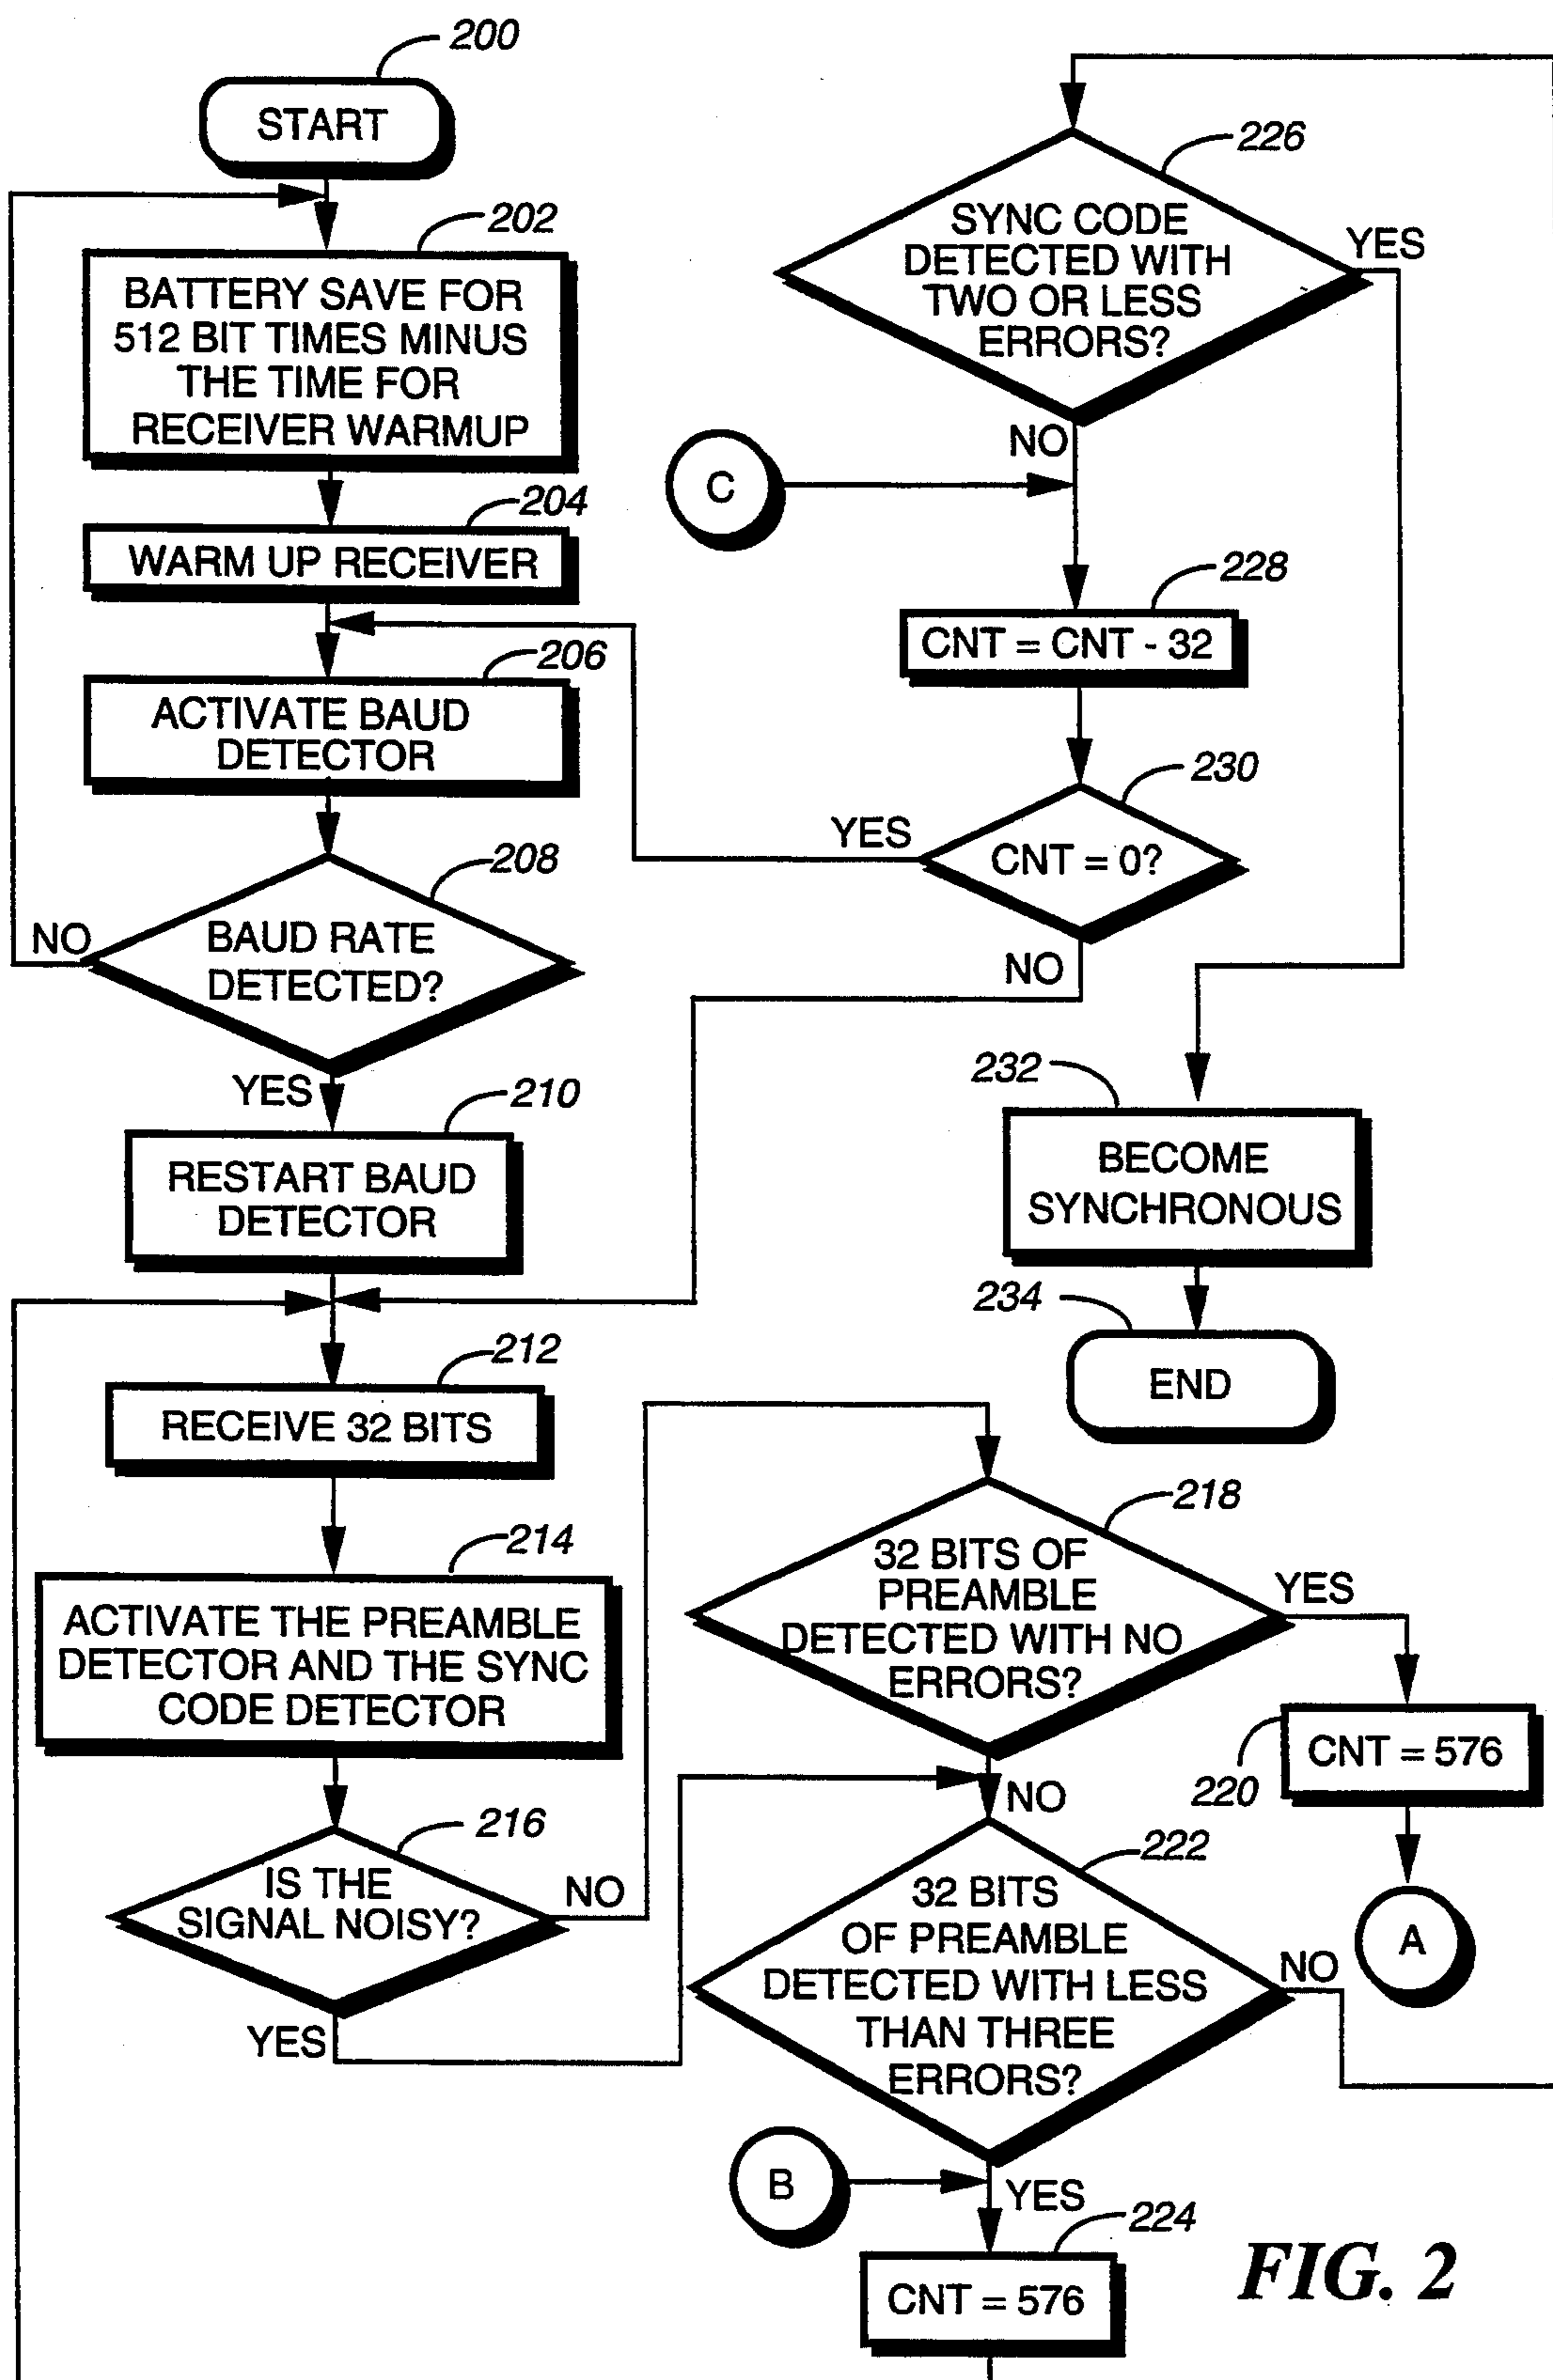 200
START
202
BATTERY SAVE FOR
512 BIT TIMES MINUS
THE TIME FOR
RECEIVER WARMUP
204
WARM UP RECEIVER
206
ACTIVATE BAUD
DETECTOR
208
BAUD RATE
DETECTED?
NO
YES
210
RESTART BAUD
DETECTOR
212
RECEIVE 32 BITS
214
ACTIVATE THE PREAMBLE
DETECTOR AND THE SYNC
CODE DETECTOR
216
IS THE
SIGNAL NOISY?
NO
YES
226
SYNC CODE
DETECTED WITH
TWO OR LESS
ERRORS?
YES
NO
C
228
CNT = CNT - 32
230
YES
CNT = 0?
NO
232
BECOME
SYNCHRONOUS
234
END
218
32 BITS OF
PREAMBLE
DETECTED WITH NO
ERRORS?
YES
NO
220
CNT = 576
A
222
32 BITS
OF PREAMBLE
DETECTED WITH LESS
THAN THREE
ERRORS?
NO
B
YES
224
CNT = 576
FIG. 2